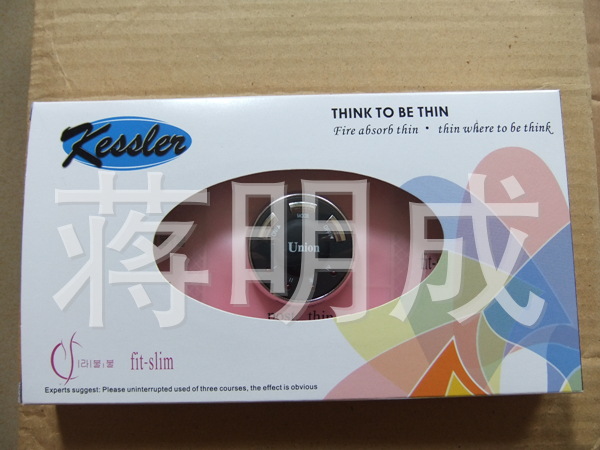 Kessler
THINK TO BE THIN
Fire absorb thin • thin where to be think
蒋明成
MODE
Union
fit-slim
Experts suggest: Please uninterrupted used of three courses, the effect is obvious